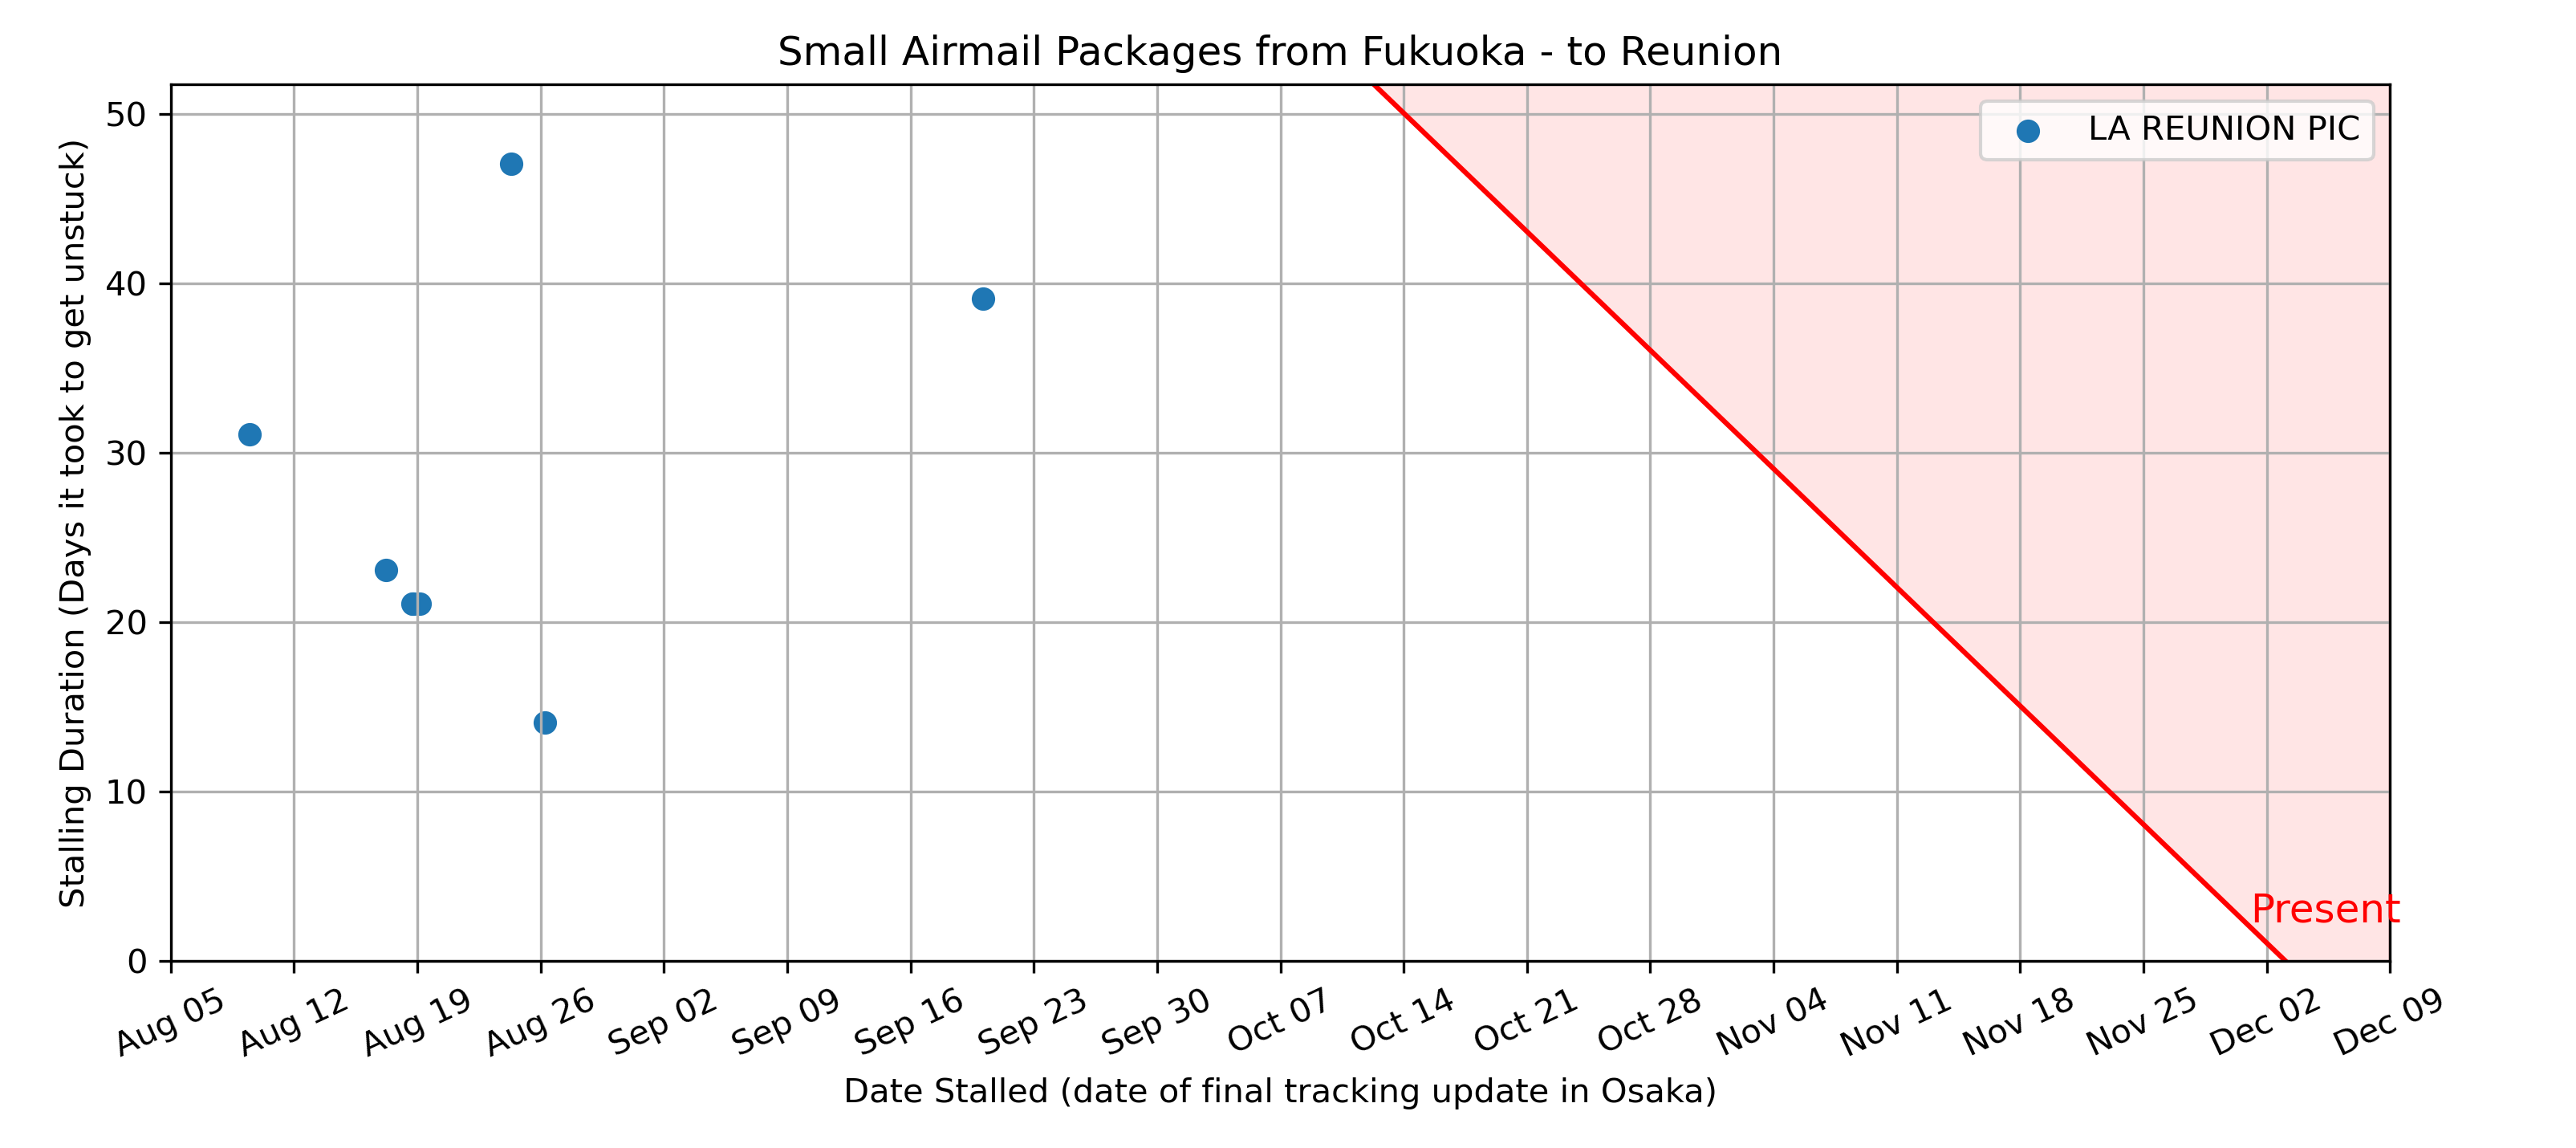 Small Airmail Packages from Fukuoka - to Reunion
LA REUNION PIC
Stalling Duration (Days it took to get unstuck)
50
40
30
20
10
0
Present
Aug 05
Aug 12
Aug 19
Aug 26
Sep 02
Sep 09
Sep 16
Sep 23
Sep 30
Oct 07
Oct 14
Oct 21
Oct 28
Nov 04
Nov 11
Nov 18
Nov 25
Dec 02
Dec 09
Date Stalled (date of final tracking update in Osaka)